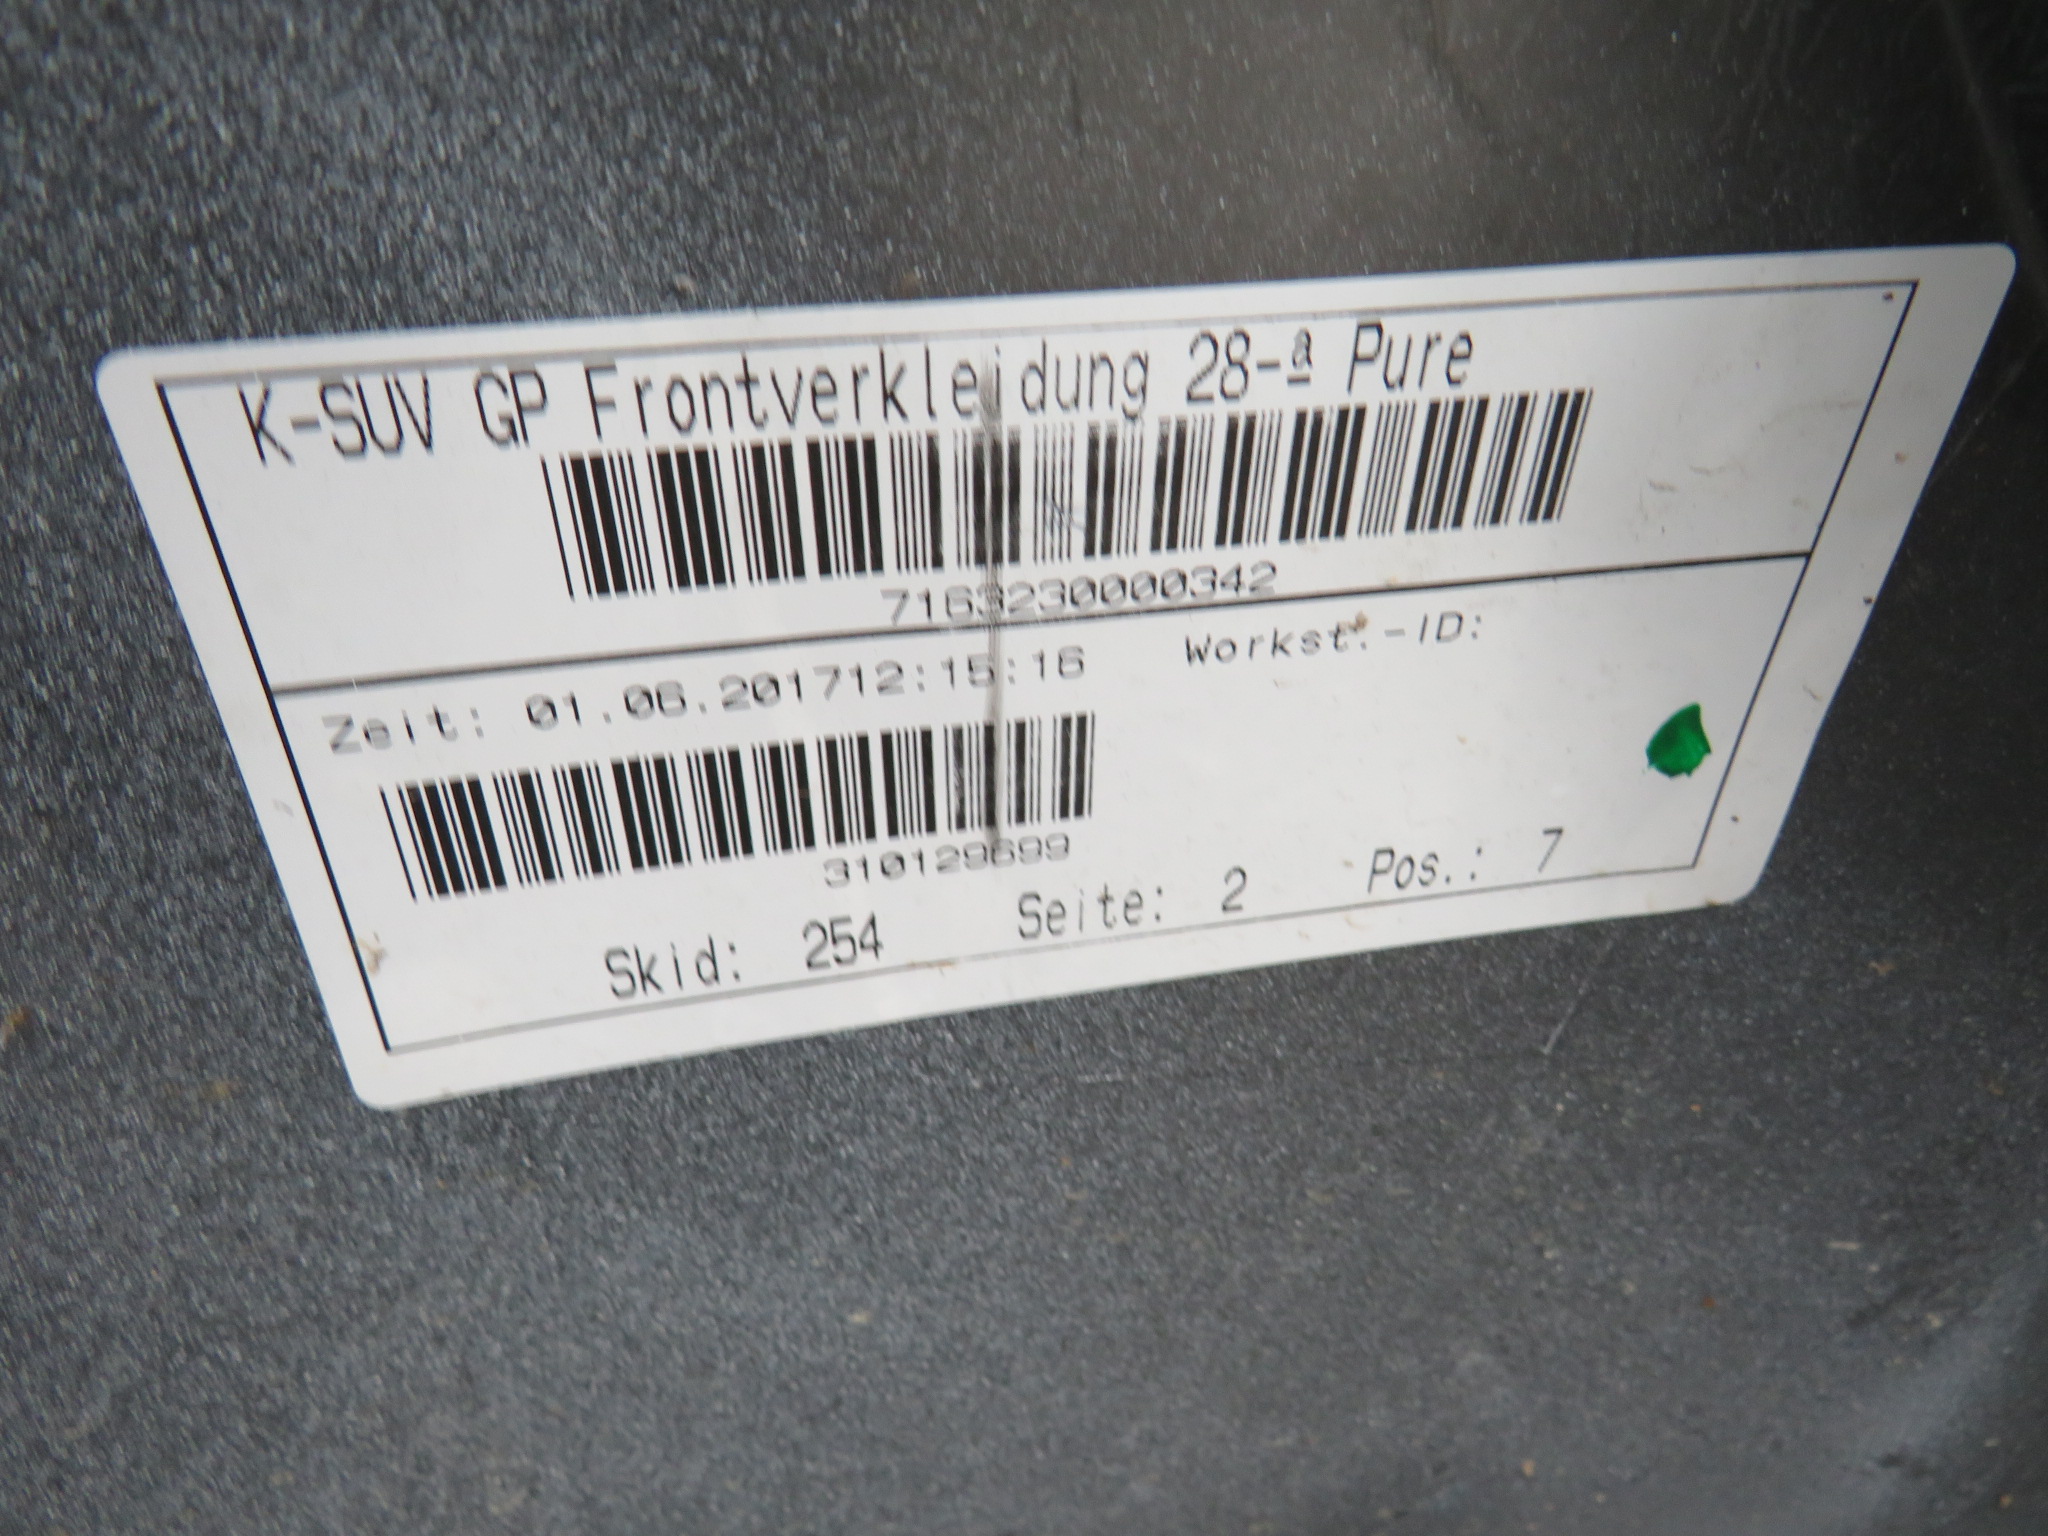 K-SUV GP Frontverkleidung 28-ª Pure
7163230000342
Zeit: 01.06.201712:15:16 Workst.-ID:
310129699
Skid: 254 Seite: 2 Pos.: 7